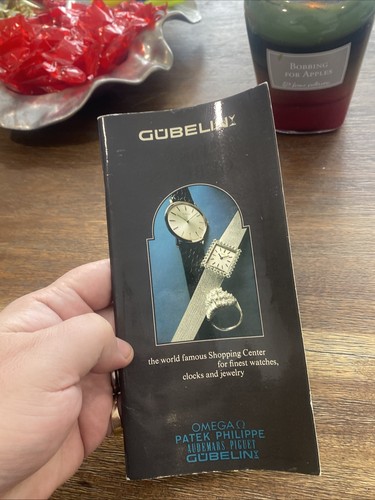 BOBBING
FOR APPLES
GÜBELIN
the world famous Shopping Center
for finest watches,
clocks and jewelry
OMEGA Ω
PATEK PHILIPPE
AUDEMARS PIGUET
GÜBELIN